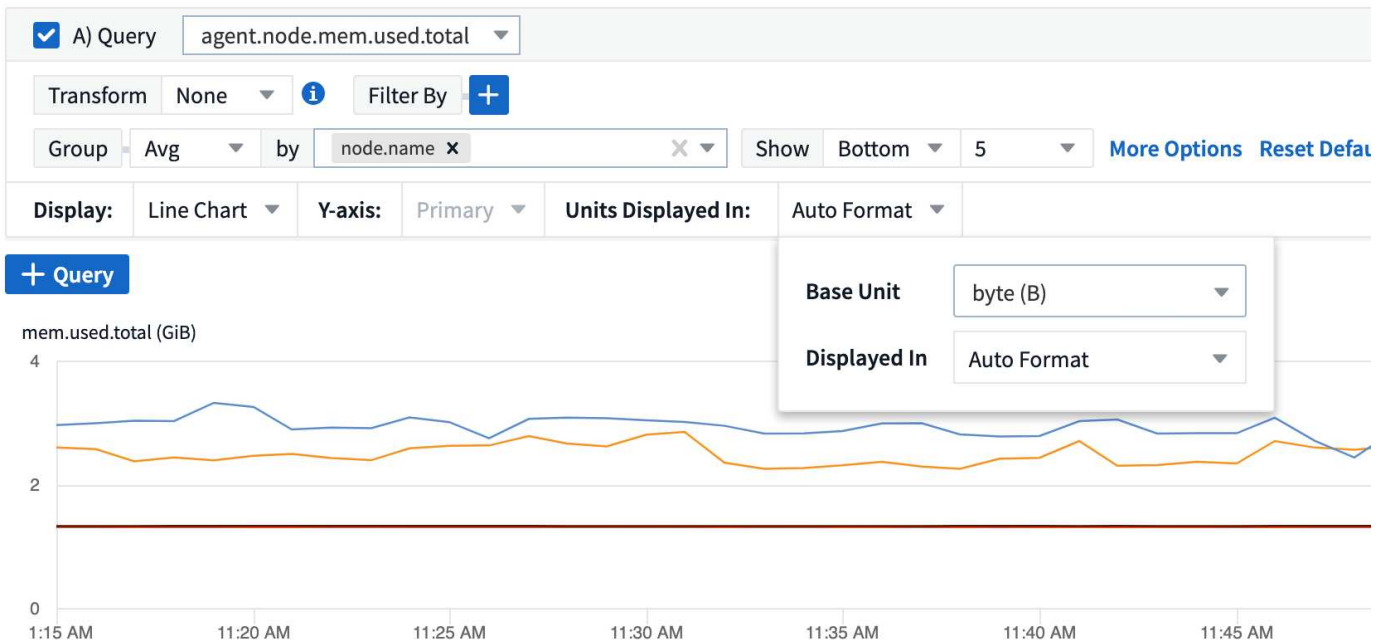 A) Query agent.node.mem.used.total
Transform None i Filter By +
Group Avg by node.name × Show Bottom 5 More Options Reset Defau
Display: Line Chart Y-axis: Primary Units Displayed In: Auto Format
+ Query
Base Unit byte (B)
Displayed In Auto Format
mem.used.total (GiB)
4
2
0
1:15 AM 11:20 AM 11:25 AM 11:30 AM 11:35 AM 11:40 AM 11:45 AM